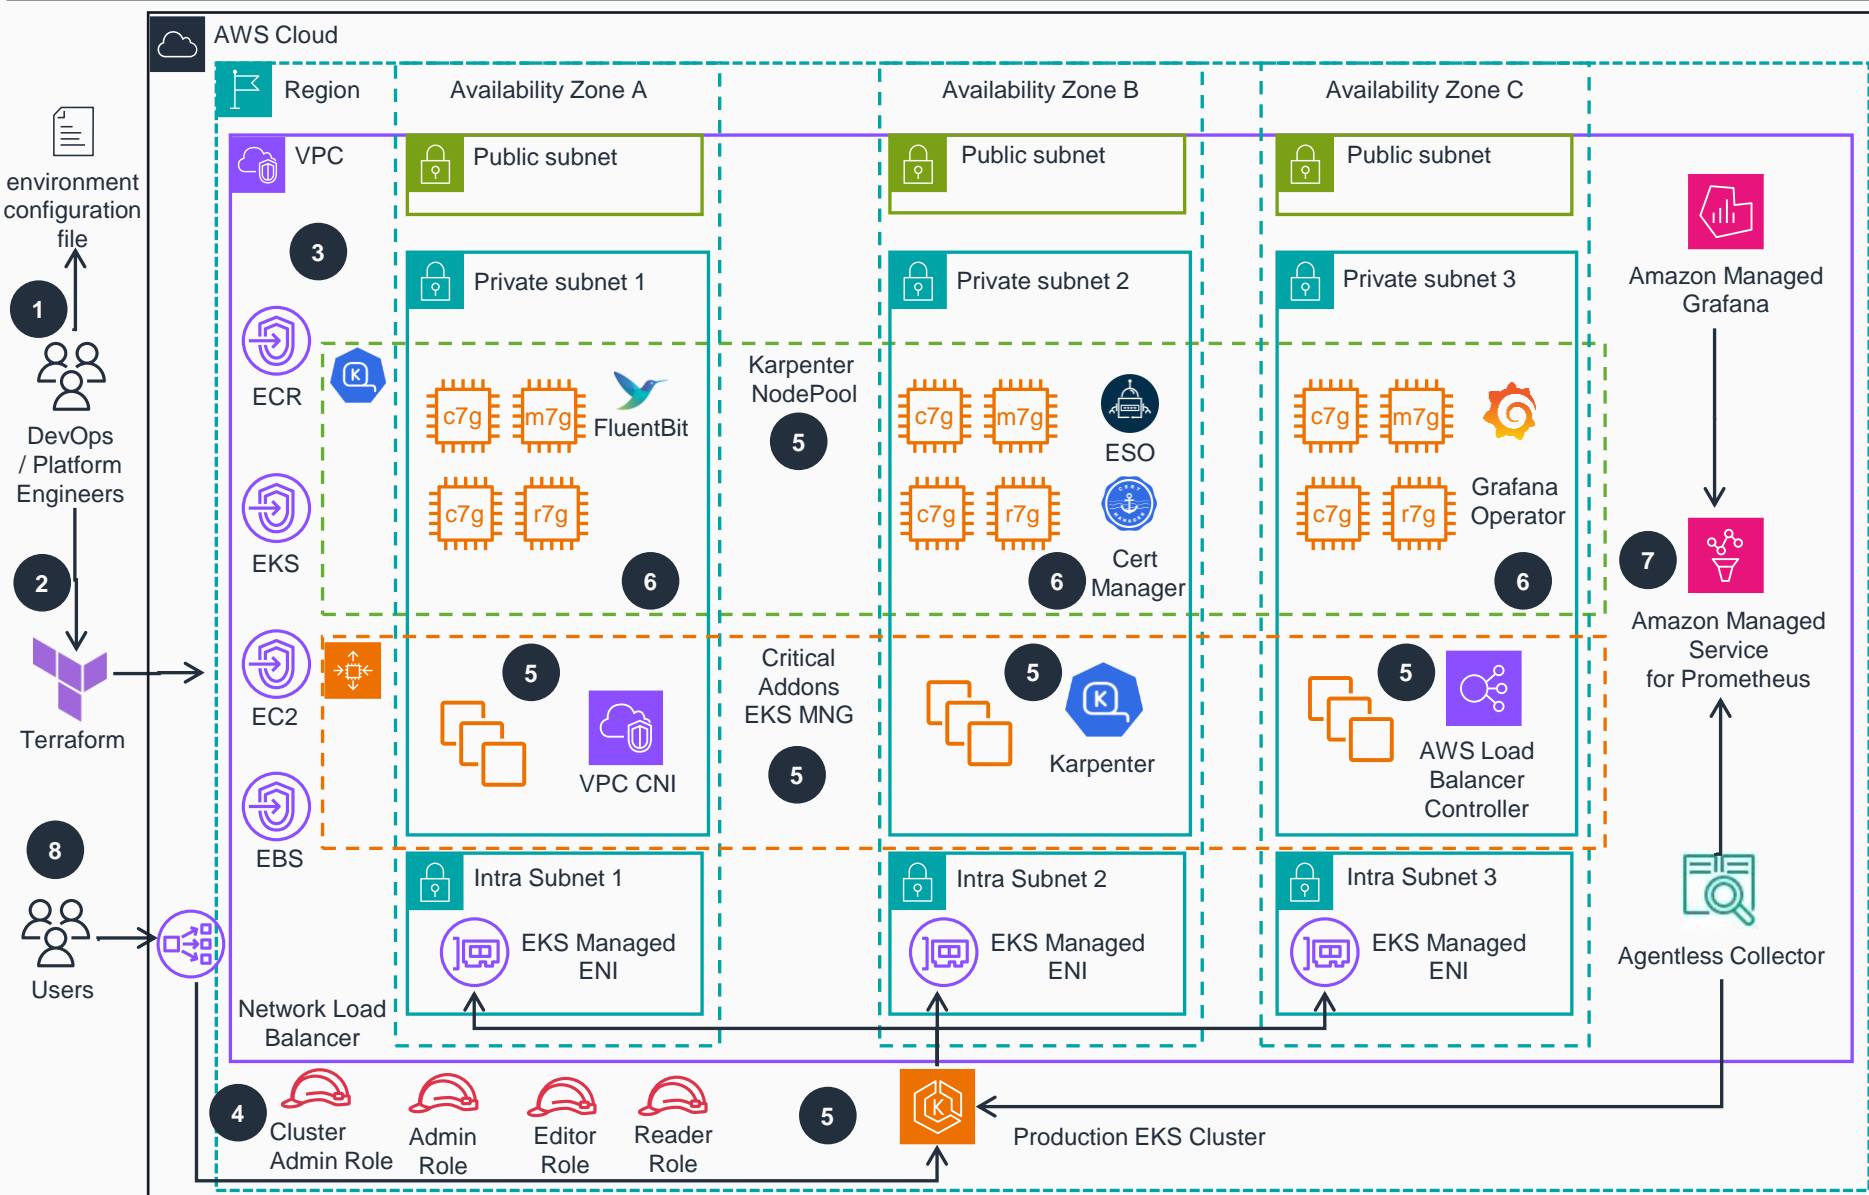 AWS Cloud
Region
Availability Zone A
Availability Zone B
Availability Zone C
VPC
Public subnet
Public subnet
Public subnet
environment
configuration
file
1
DevOps
/ Platform
Engineers
2
Terraform
8
Users
3
ECR
EKS
EC2
EBS
Network Load
Balancer
Private subnet 1
Private subnet 2
Private subnet 3
Karpenter
NodePool
5
c7g
m7g
FluentBit
c7g
r7g
6
c7g
m7g
ESO
c7g
r7g
CERT
MANAGER
Cert
Manager
6
c7g
m7g
c7g
r7g
Grafana
Operator
6
Critical
Addons
EKS MNG
5
5
VPC CNI
5
K
Karpenter
5
AWS Load
Balancer
Controller
K
Intra Subnet 1
EKS Managed
ENI
Intra Subnet 2
EKS Managed
ENI
Intra Subnet 3
EKS Managed
ENI
Amazon Managed
Grafana
7
Amazon Managed
Service
for Prometheus
Agentless Collector
4
Cluster
Admin Role
Admin
Role
Editor
Role
Reader
Role
5
K
Production EKS Cluster